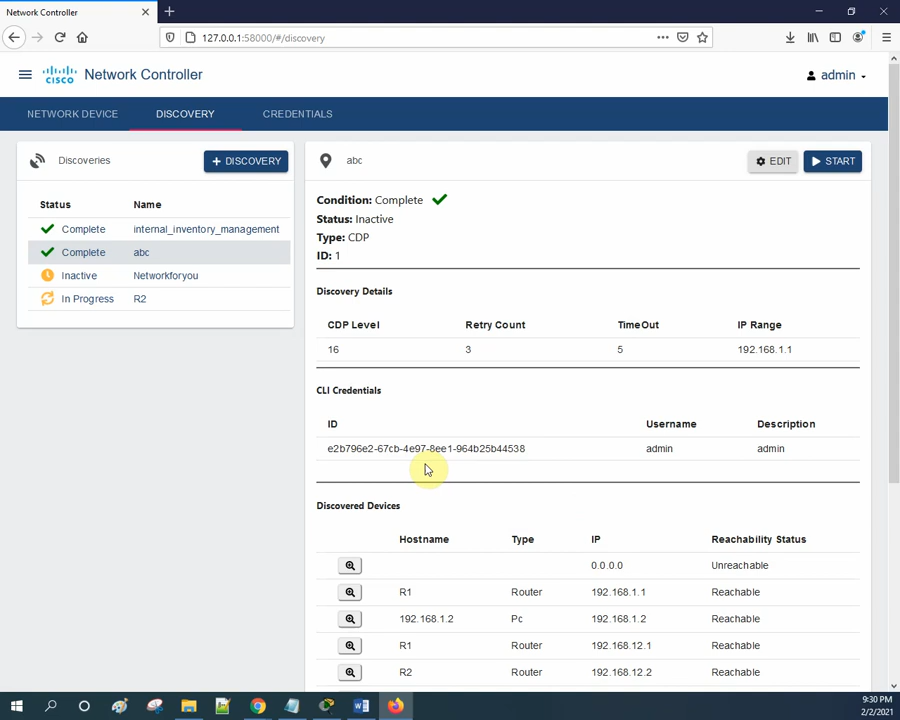 Network Controller
127.0.0.1:58000/#/discovery
CISCO Network Controller
admin
NETWORK DEVICE DISCOVERY CREDENTIALS
Discoveries + DISCOVERY
Status Name
Complete internal_inventory_management
Complete abc
Inactive Networkforyou
In Progress R2
abc EDIT START
Condition: Complete
Status: Inactive
Type: CDP
ID: 1
Discovery Details
CDP Level Retry Count TimeOut IP Range
16 3 5 192.168.1.1
CLI Credentials
ID Username Description
e2b796e2-67cb-4e97-8ee1-964b25b44538 admin admin
Discovered Devices
Hostname Type IP Reachability Status
0.0.0.0 Unreachable
R1 Router 192.168.1.1 Reachable
192.168.1.2 Pc 192.168.1.2 Reachable
R1 Router 192.168.12.1 Reachable
R2 Router 192.168.12.2 Reachable
9:30 PM
2/2/2021